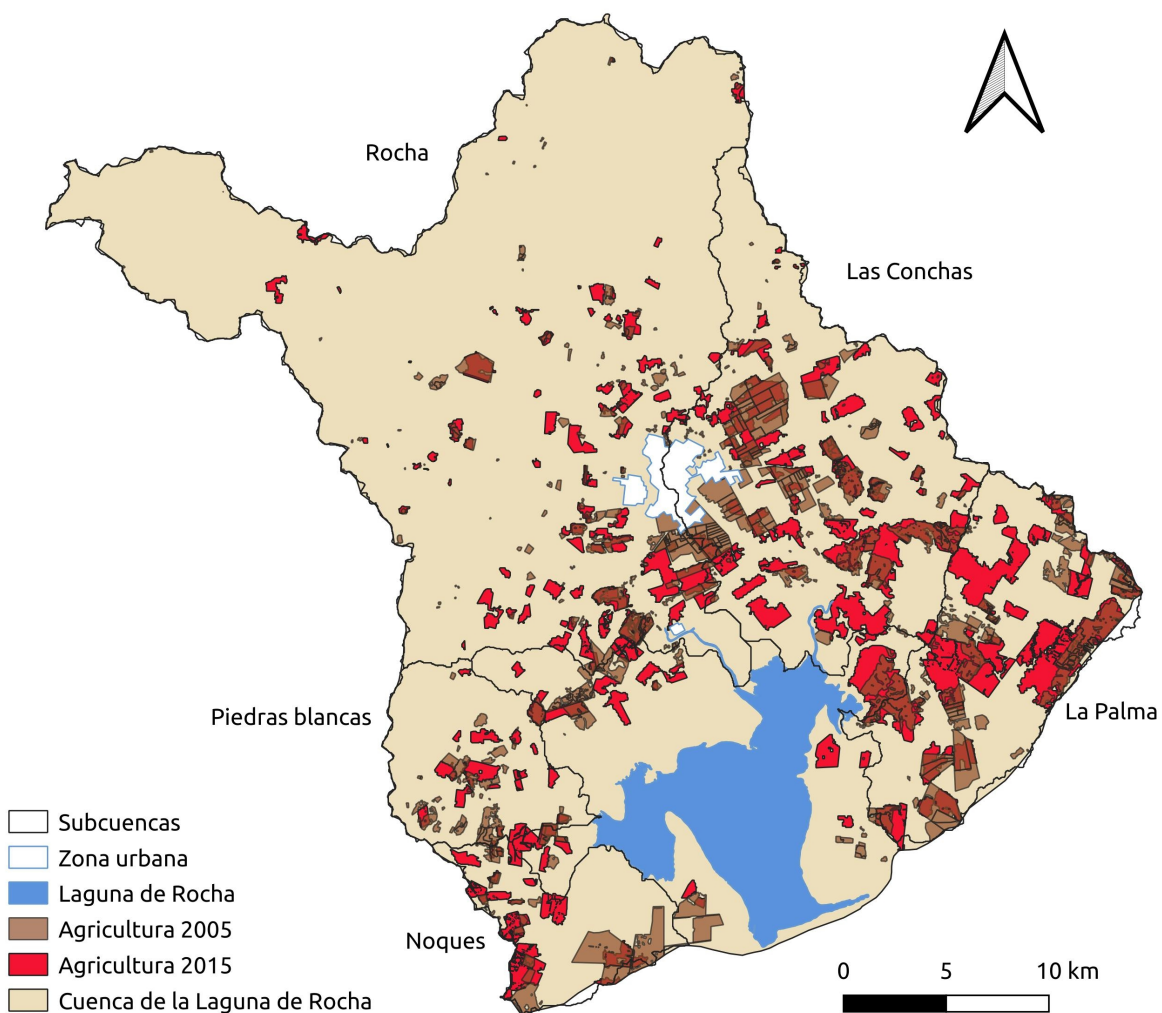 Rocha
Las Conchas
Piedras blancas
La Palma
Noques
Subcuencas
Zona urbana
Laguna de Rocha
Agricultura 2005
Agricultura 2015
Cuenca de la Laguna de Rocha
0 5 10 km